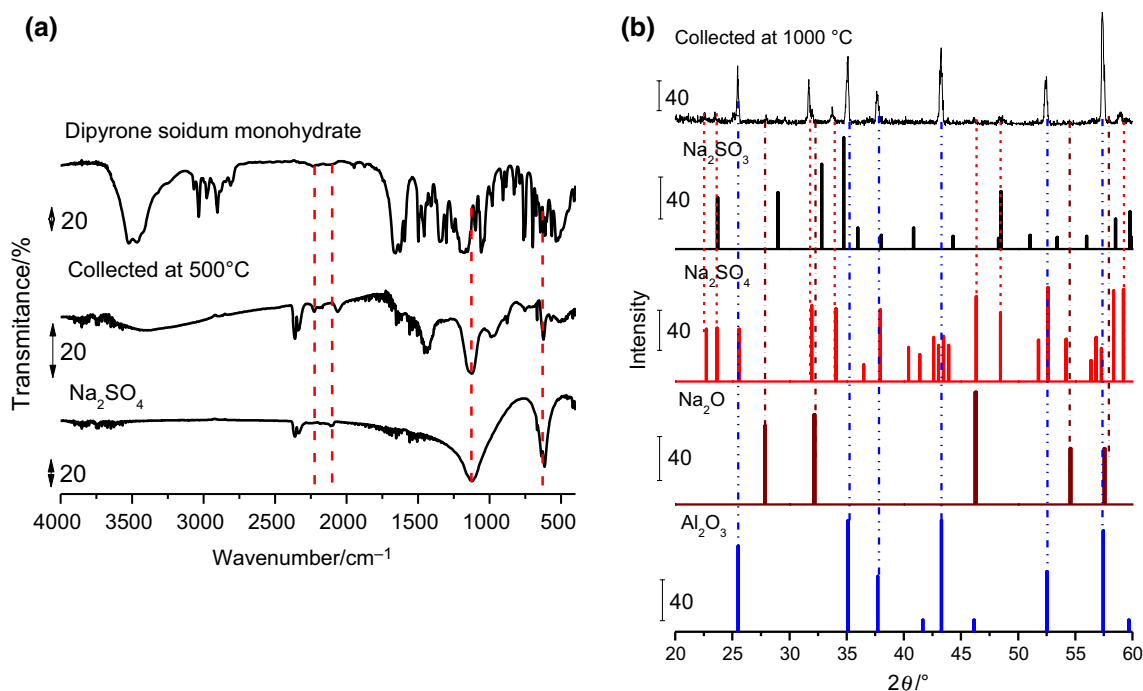 (a)
Dipyrone soidum monohydrate
20
Collected at 500°C
20
Na₂SO₄
20
Transmitance/%
4000 3500 3000 2500 2000 1500 1000 500
Wavenumber/cm⁻¹
(b)
Collected at 1000 °C
40
Na₂SO₃
40
Na₂SO₄
40
Na₂O
40
Al₂O₃
40
Intensity
20 25 30 35 40 45 50 55 60
2θ/°